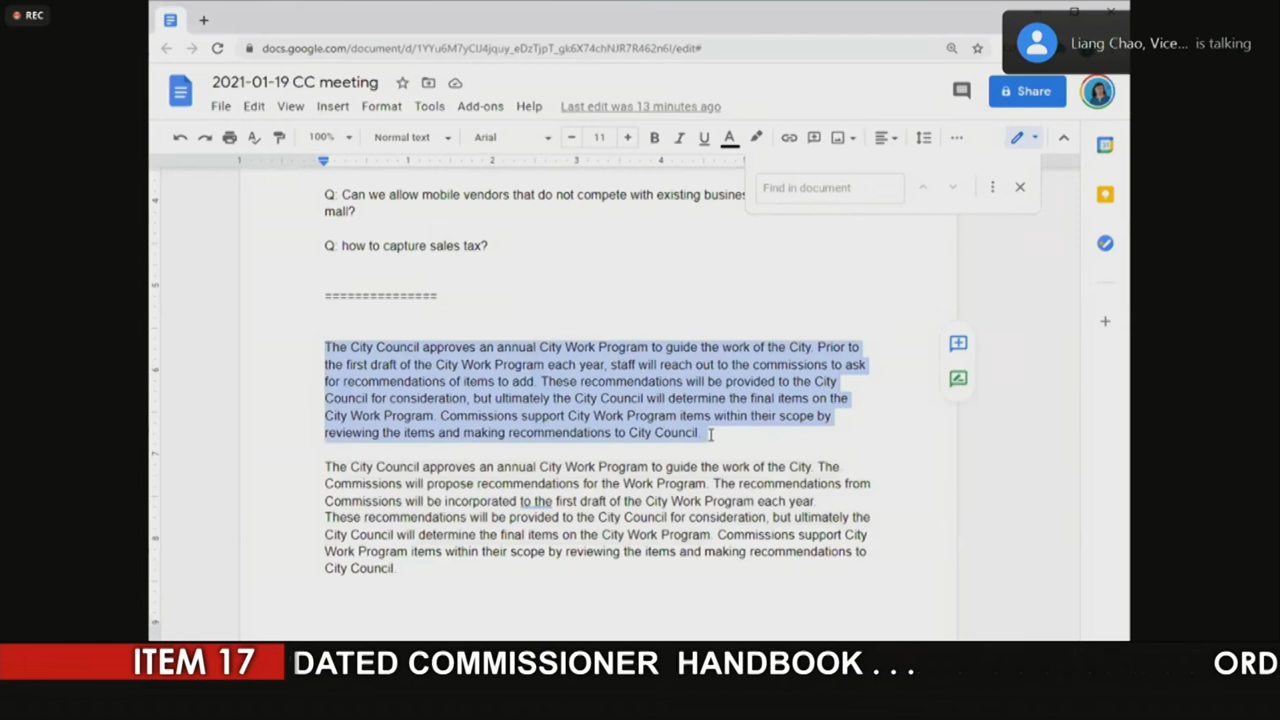 REC
Liang Chao, Vice... is talking
docs.google.com/document/d/1YYu6M7yCU4jquy_eDzTjpT_gk6X74chNJR7R462n6I/edit#
2021-01-19 CC meeting
File Edit View Insert Format Tools Add-ons Help Last edit was 13 minutes ago
Share
100% Normal text Arial 11 B I U A
1 1 2 3 4
Find in document
Q: Can we allow mobile vendors that do not compete with existing
mall?
Q: how to capture sales tax?
===============
The City Council approves an annual City Work Program to guide the work of the City. Prior to
the first draft of the City Work Program each year, staff will reach out to the commissions to ask
for recommendations of items to add. These recommendations will be provided to the City
Council for consideration, but ultimately the City Council will determine the final items on the
City Work Program. Commissions support City Work Program items within their scope by
reviewing the items and making recommendations to City Council.
The City Council approves an annual City Work Program to guide the work of the City. The
Commissions will propose recommendations for the Work Program. The recommendations from
Commissions will be incorporated to the first draft of the City Work Program each year.
These recommendations will be provided to the City Council for consideration, but ultimately the
City Council will determine the final items on the City Work Program. Commissions support City
Work Program items within their scope by reviewing the items and making recommendations to
City Council.
ITEM 17 DATED COMMISSIONER HANDBOOK . . . ORD